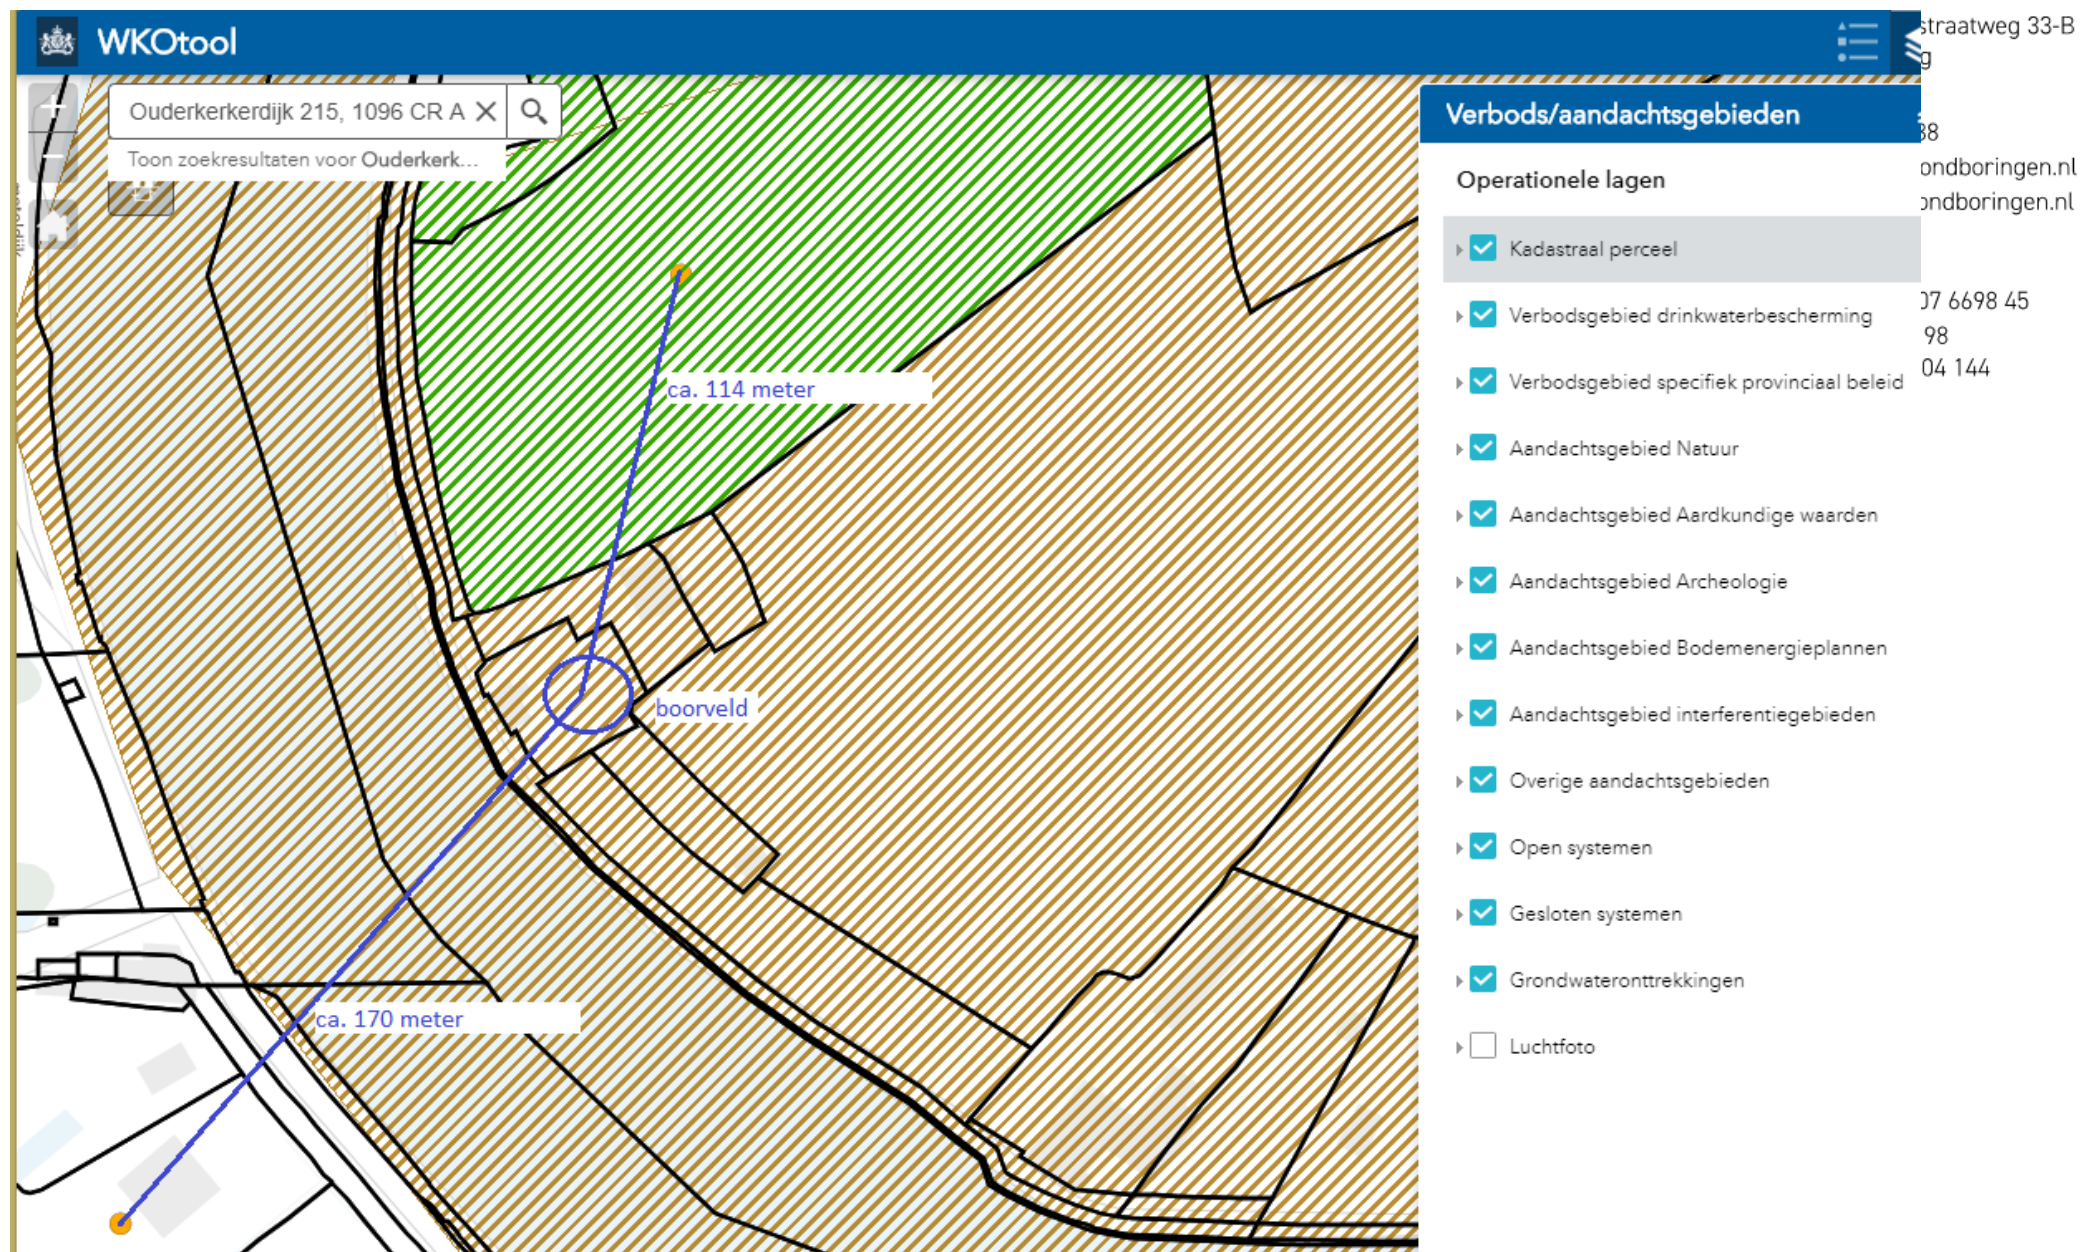 WKOtool
Ouderkerkerdijk 215, 1096 CR A
Toon zoekresultaten voor Ouderkerk...
ca. 114 meter
boorveld
ca. 170 meter
Verbods/aandachtsgebieden
Operationele lagen
Kadastraal perceel
Verbodsgebied drinkwaterbescherming
Verbodsgebied specifiek provinciaal beleid
Aandachtsgebied Natuur
Aandachtsgebied Aardkundige waarden
Aandachtsgebied Archeologie
Aandachtsgebied Bodemenergieplannen
Aandachtsgebied interferentiegebieden
Overige aandachtsgebieden
Open systemen
Gesloten systemen
Grondwateronttrekkingen
Luchtfoto
straatweg 33-B
g
38
ondboringen.nl
ondboringen.nl
07 6698 45
98
04 144